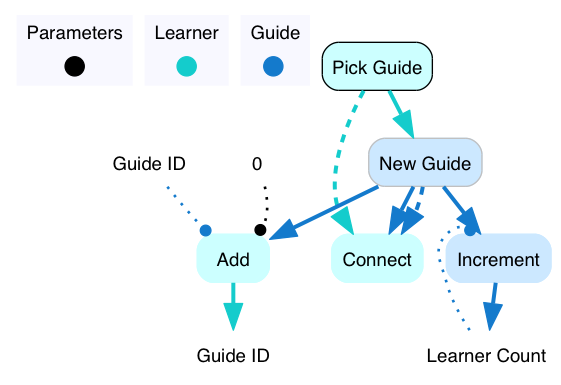 Parameters
Learner
Guide
Pick Guide
Guide ID
0
New Guide
Add
Connect
Increment
Guide ID
Learner Count